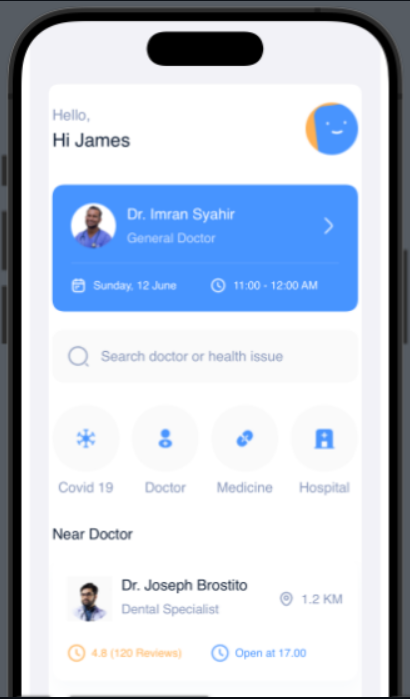 Hello,
Hi James
Dr. Imran Syahir
General Doctor
Sunday, 12 June
11:00 - 12:00 AM
Search doctor or health issue
Covid 19
Doctor
Medicine
Hospital
Near Doctor
Dr. Joseph Brostito
Dental Specialist
1.2 KM
4.8 (120 Reviews)
Open at 17.00